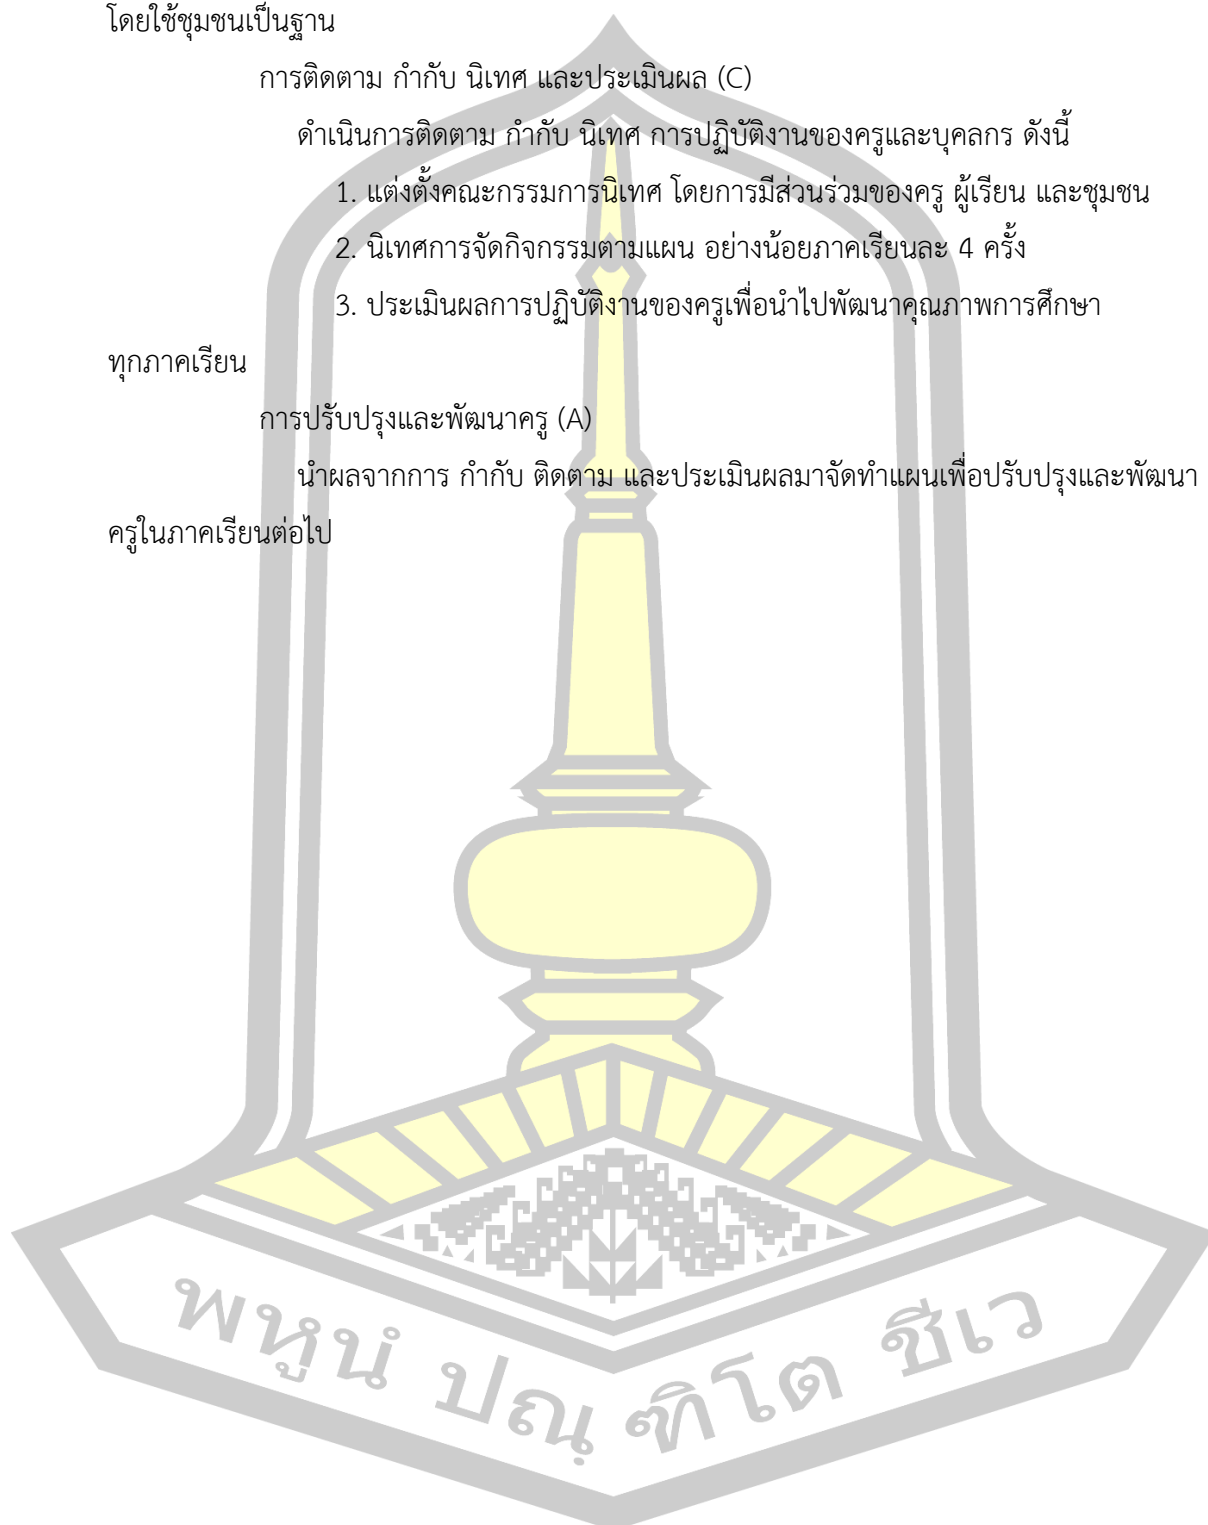 โดยใช้ชุมชนเป็นฐาน
การติดตาม กำกับ นิเทศ และประเมินผล (C)
ดำเนินการติดตาม กำกับ นิเทศ การปฏิบัติงานของครูและบุคลกร ดังนี้
1. แต่งตั้งคณะกรรมการนิเทศ โดยการมีส่วนร่วมของครู ผู้เรียน และชุมชน
2. นิเทศการจัดกิจกรรมตามแผน อย่างน้อยภาคเรียนละ 4 ครั้ง
3. ประเมินผลการปฏิบัติงานของครูเพื่อนำไปพัฒนาคุณภาพการศึกษา
ทุกภาคเรียน
การปรับปรุงและพัฒนาครู (A)
นำผลจากการ กำกับ ติดตาม และประเมินผลมาจัดทำแผนเพื่อปรับปรุงและพัฒนา
ครูในภาคเรียนต่อไป
พหูนํ ปณฺฑิโต ชีเว